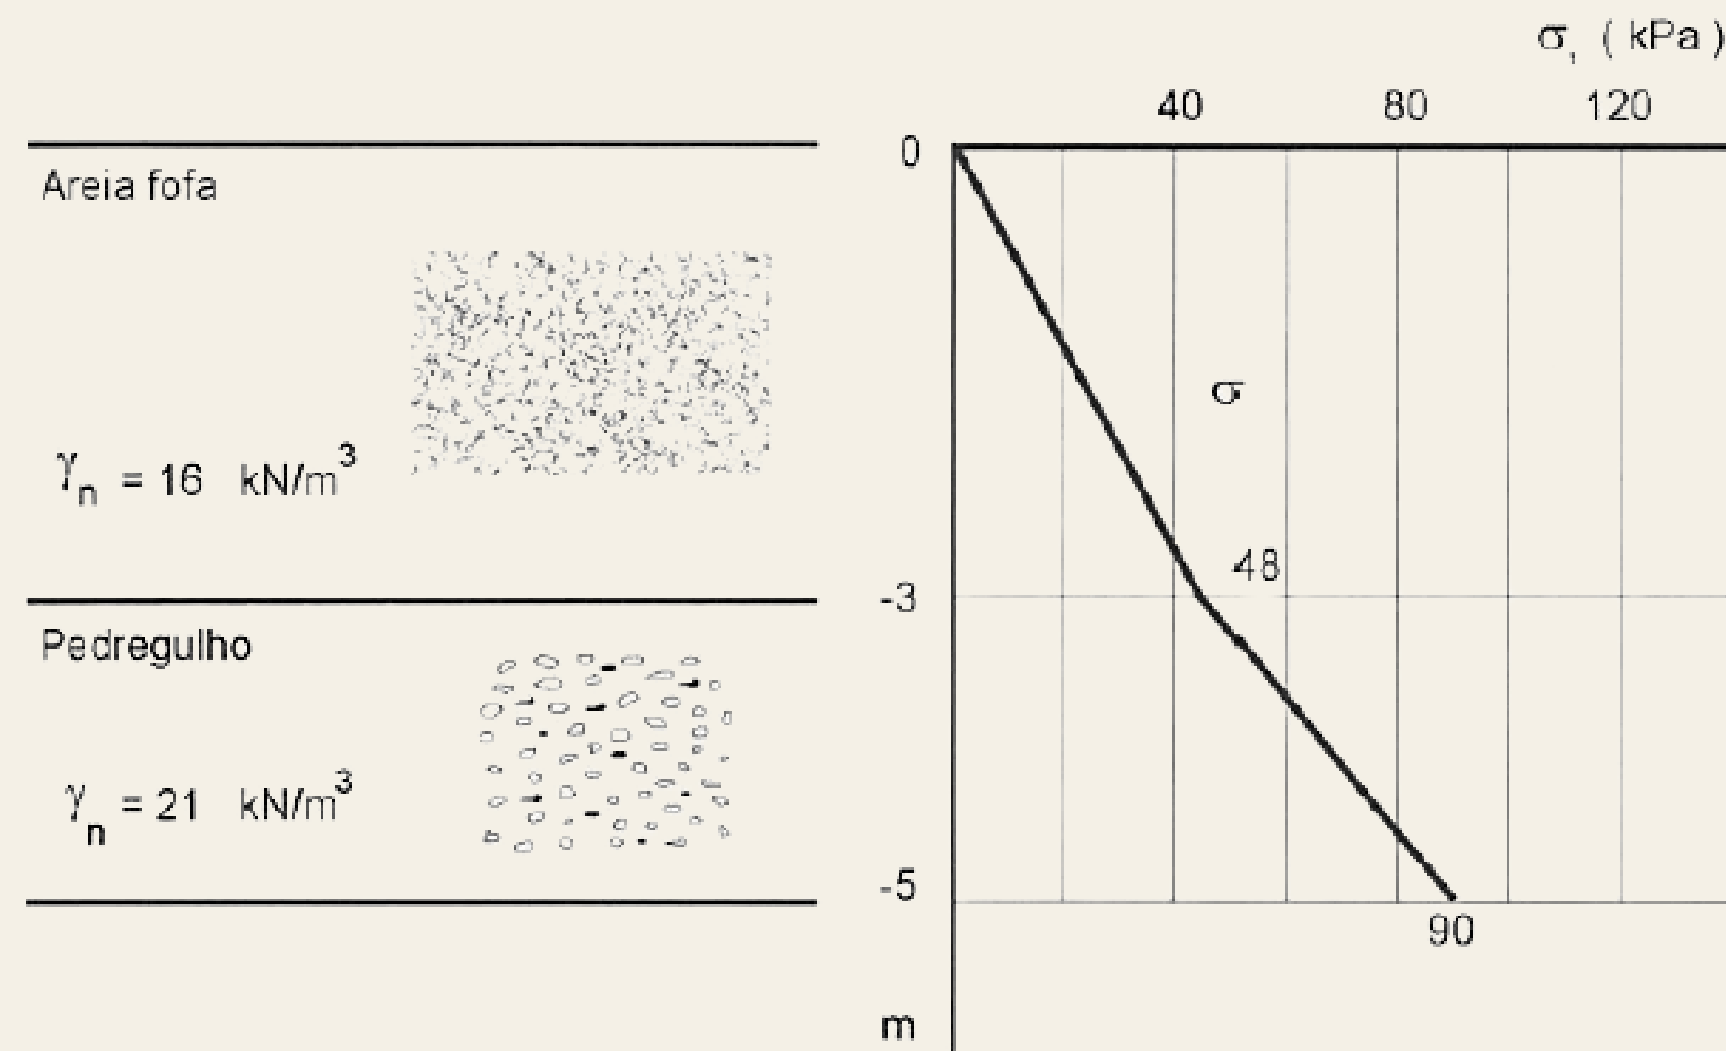 σ, ( kPa )
40 80 120
0
Areia fofa
σ
γn = 16 kN/m³
48
-3
Pedregulho
γn = 21 kN/m³
-5
90
m